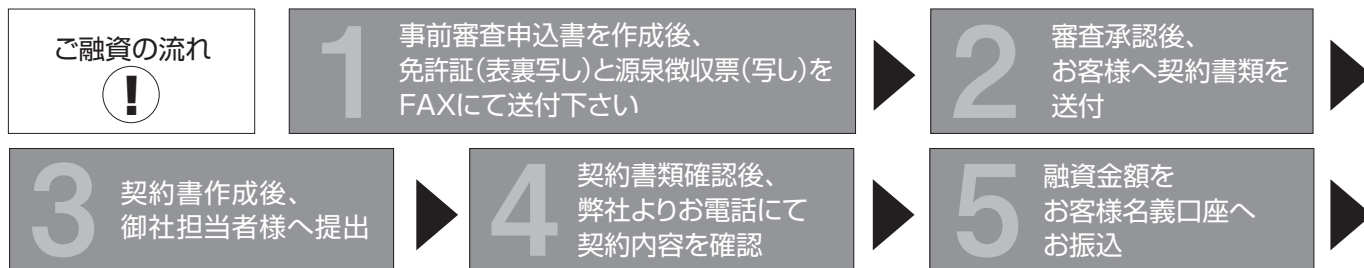 ご融資の流れ
!
1
事前審査申込書を作成後、
免許証(表裏写し)と源泉徴収票(写し)を
FAXにて送付下さい
2
審査承認後、
お客様へ契約書類を
送付
3
契約書作成後、
御社担当者様へ提出
4
契約書類確認後、
弊社よりお電話にて
契約内容を確認
5
融資金額を
お客様名義口座へ
お振込